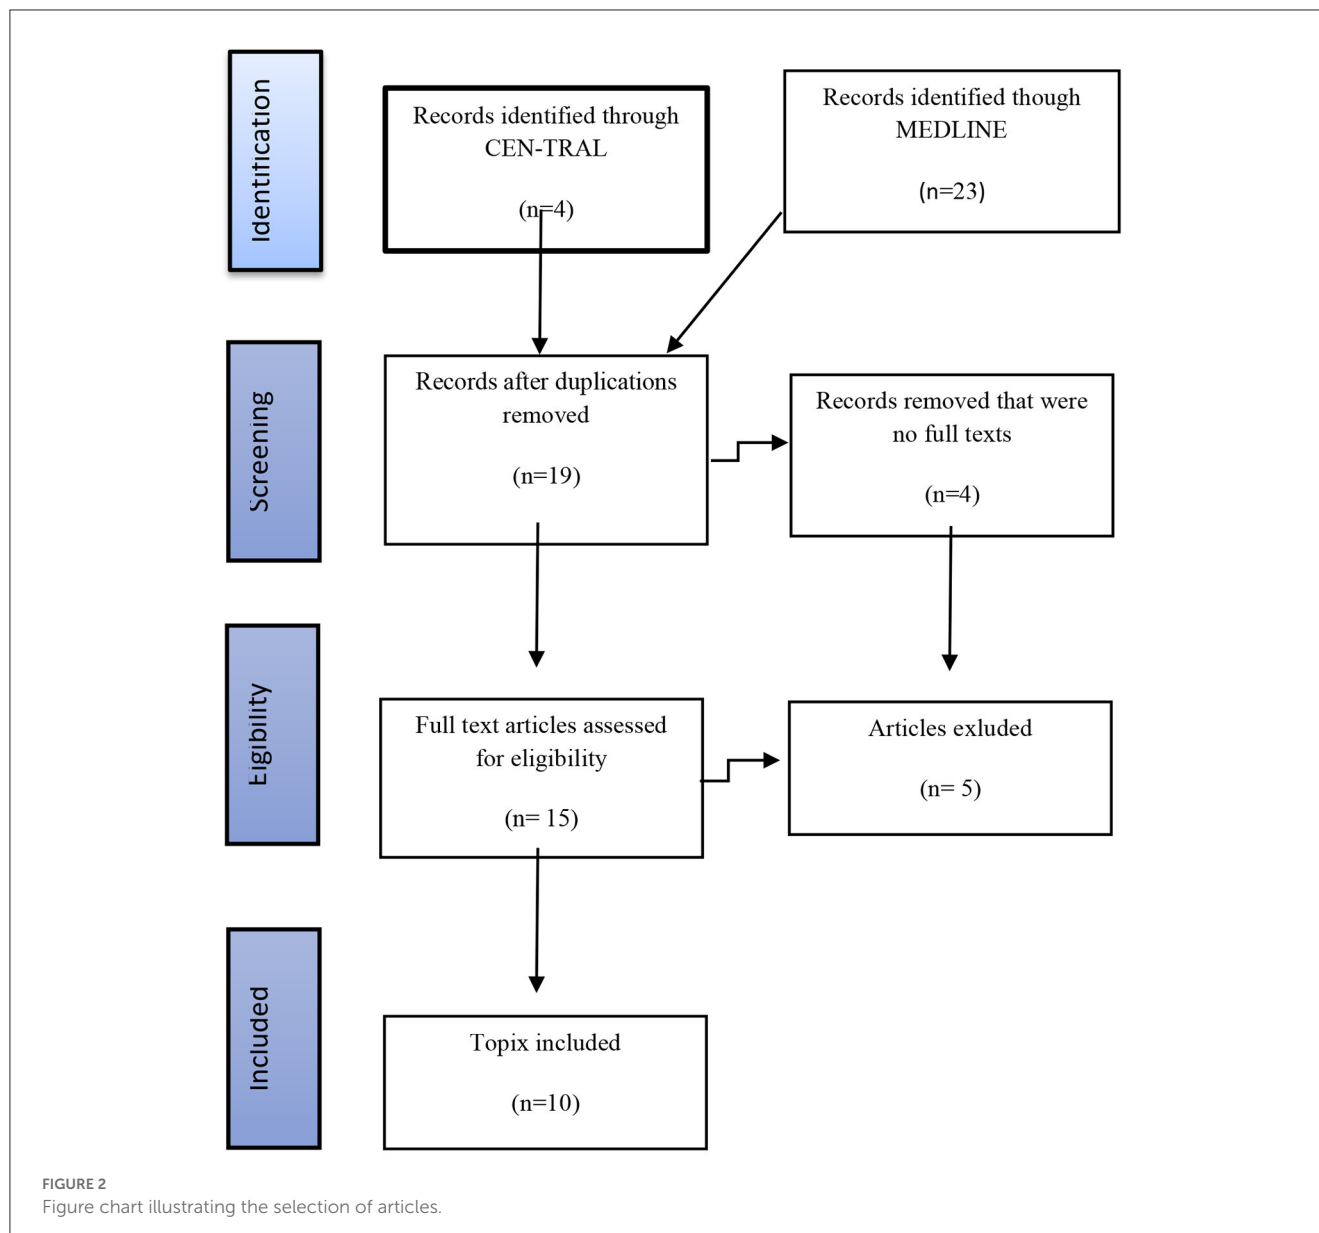 Identification
Records identified through
CEN-TRAL
(n=4)
Records identified though
MEDLINE
(n=23)
Screening
Records after duplications
removed
(n=19)
Records removed that were
no full texts
(n=4)
Eligibility
Full text articles assessed
for eligibility
(n= 15)
Articles exluded
(n= 5)
Included
Topix included
(n=10)
FIGURE 2
Figure chart illustrating the selection of articles.